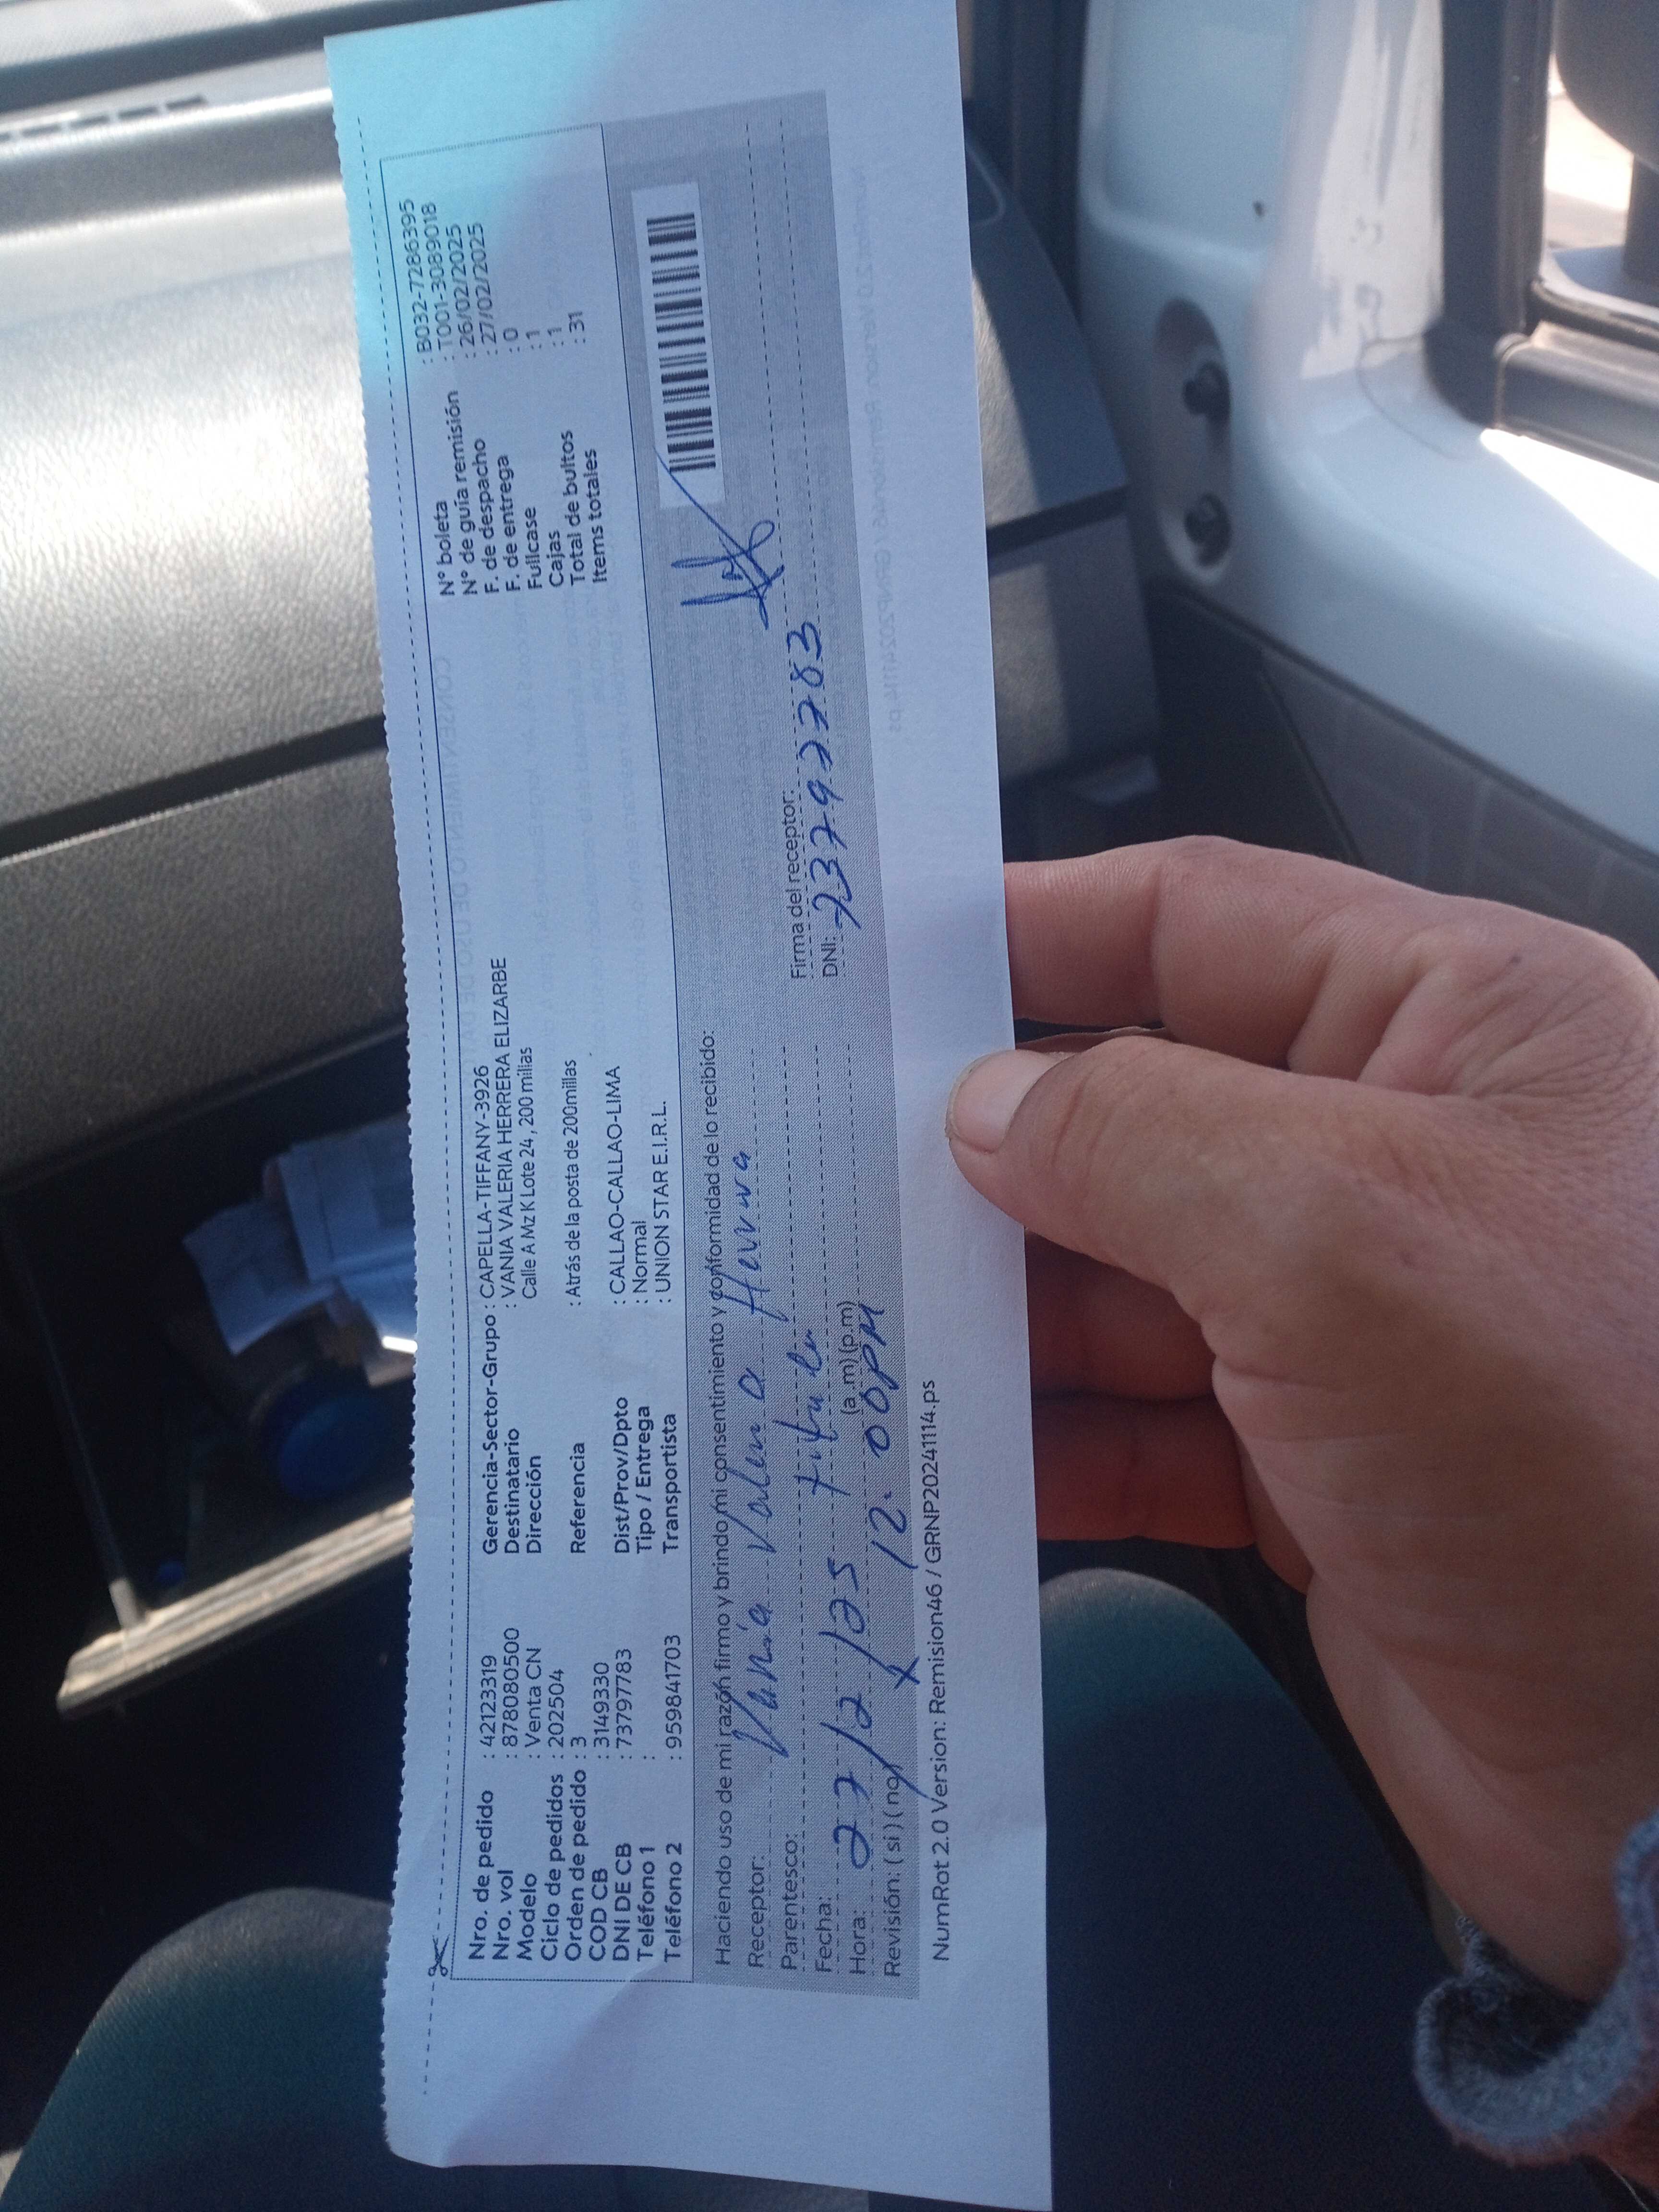 Nro. de pedido : 42123319
Nro. vol : 878080500
Modelo : Venta CN
Ciclo de pedidos : 202504
Orden de pedido : 3
COD CB : 3149330
DNI DE CB : 73797783
Teléfono 1 :
Teléfono 2 : 959841703
Gerencia-Sector-Grupo : CAPELLA-TIFFANY-3926
Destinatario : VANIA VALERIA HERRERA ELIZARBE
Dirección Calle A Mz K Lote 24, 200 millas
Referencia : Atrás de la posta de 200millas
Dist/Prov/Dpto : CALLAO-CALLAO-LIMA
Tipo / Entrega : Normal
Transportista : UNION STAR E.I.R.L.
N° boleta : B032-7286395
N° de guía remisión : T001-30899018
F. de despacho : 26/02/2025
F. de entrega : 27/02/2025
Fullcase : 0
Cajas : 1
Total de bultos : 1
Items totales : 31
Haciendo uso de mi razón firmo y brindo mi consentimiento y conformidad de lo recibido:
Receptor: Vania Valeria Herrera
Parentesco: titular
Fecha: 27/2/25
Hora: 12:00PM (a.m) (p.m)
Revisión: ( si ) ( no ) x
Firma del receptor:
DNI: 73797783
NumRot 2.0 Version: Remision46 / GRNP20241114.ps